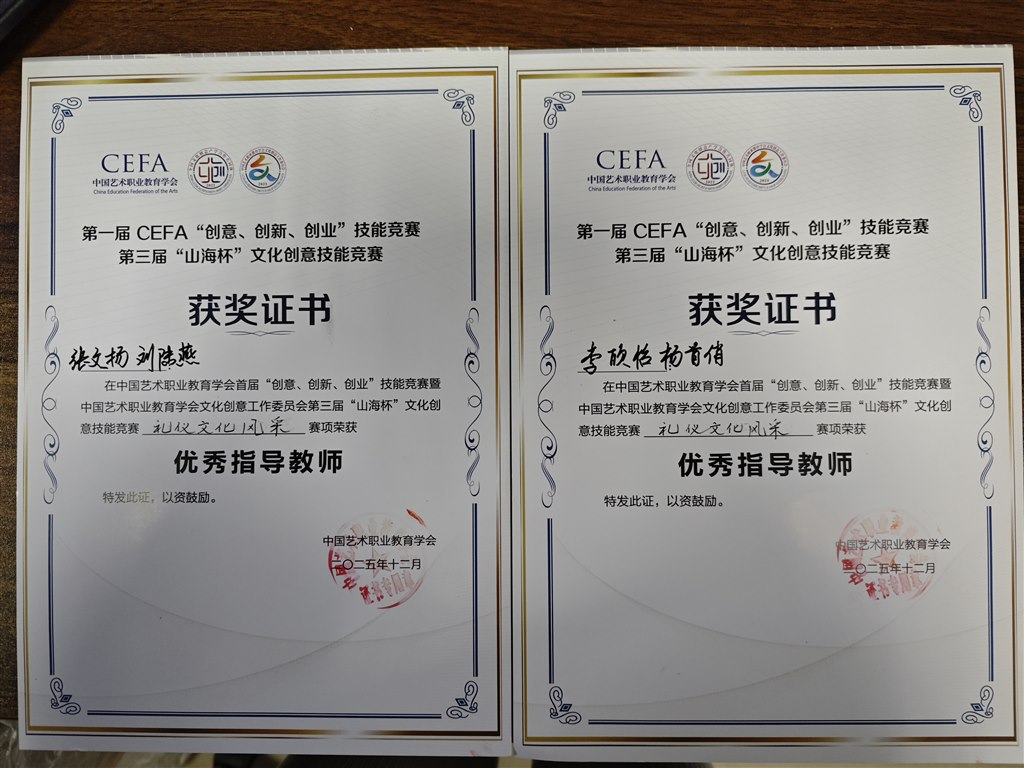 CEFA
中国艺术职业教育学会
China Education Federation of the Arts
第一届 CEFA“创意、创新、创业”技能竞赛
第三届“山海杯”文化创意技能竞赛
获奖证书
张文扬 刘陆燕
在中国艺术职业教育学会首届“创意、创新、创业”技能竞赛暨
中国艺术职业教育学会文化创意工作委员会第三届“山海杯”文化创
意技能竞赛 礼仪文化风采 赛项荣获
优秀指导教师
特发此证，以资鼓励。
中国艺术职业教育学会
二〇二五年十二月
CEFA
中国艺术职业教育学会
China Education Federation of the Arts
第一届 CEFA“创意、创新、创业”技能竞赛
第三届“山海杯”文化创意技能竞赛
获奖证书
李欣怡 杨首俏
在中国艺术职业教育学会首届“创意、创新、创业”技能竞赛暨
中国艺术职业教育学会文化创意工作委员会第三届“山海杯”文化创
意技能竞赛 礼仪文化风采 赛项荣获
优秀指导教师
特发此证，以资鼓励。
中国艺术职业教育学会
二〇二五年十二月